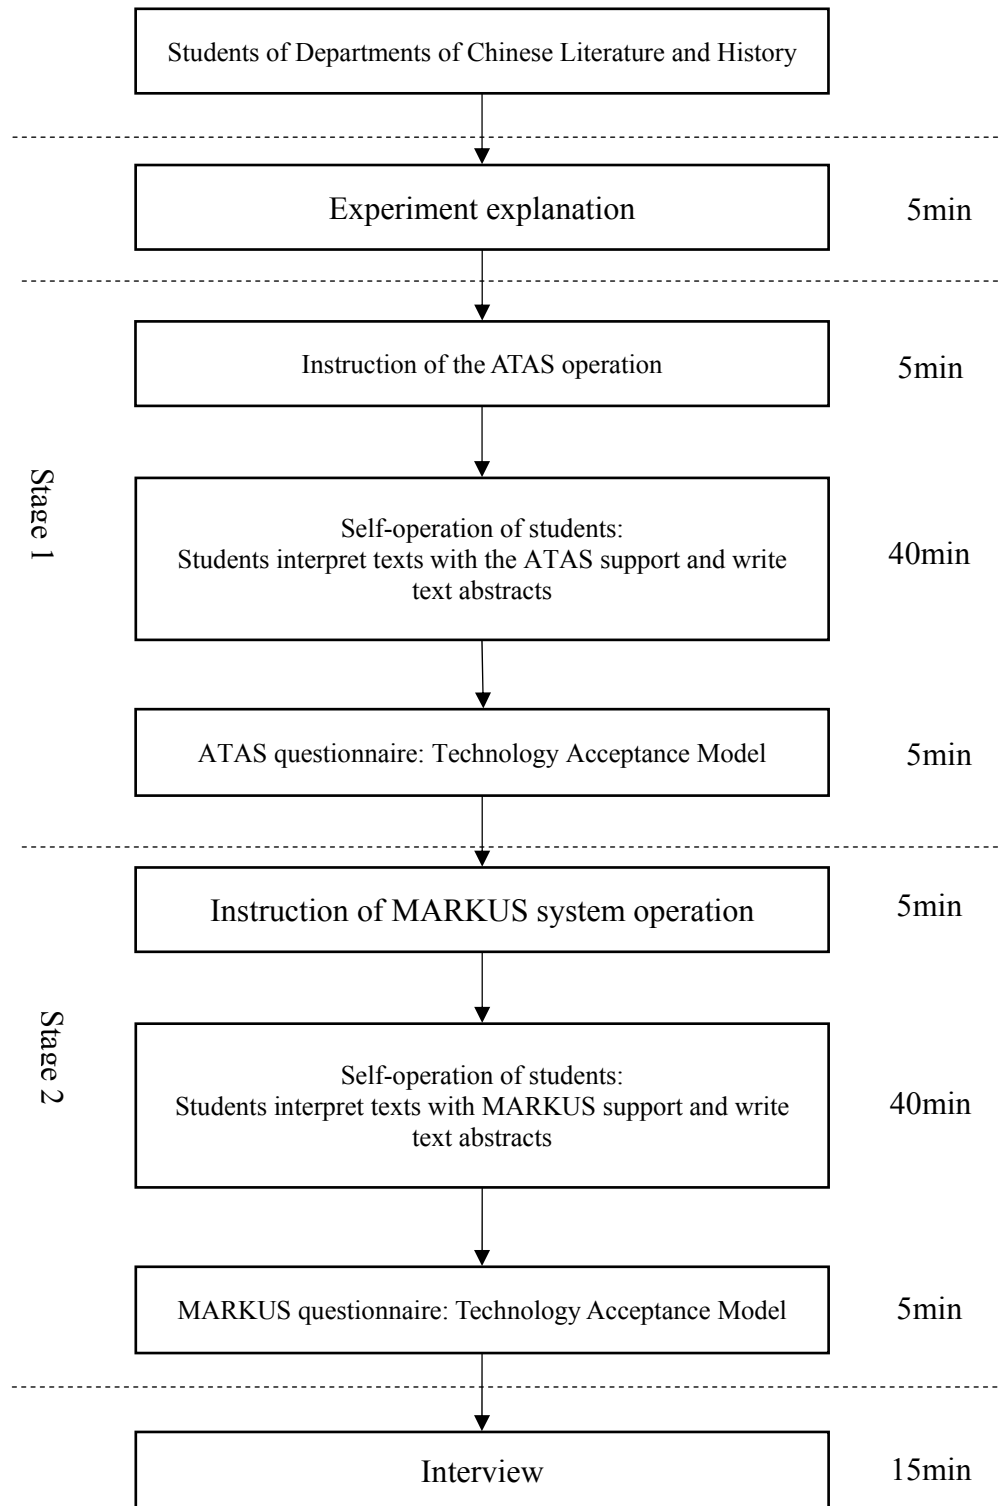 Students of Departments of Chinese Literature and History
Experiment explanation
5min
Instruction of the ATAS operation
5min
Stage 1
Self-operation of students:
Students interpret texts with the ATAS support and write
text abstracts
40min
ATAS questionnaire: Technology Acceptance Model
5min
Instruction of MARKUS system operation
5min
Stage 2
Self-operation of students:
Students interpret texts with MARKUS support and write
text abstracts
40min
MARKUS questionnaire: Technology Acceptance Model
5min
Interview
15min